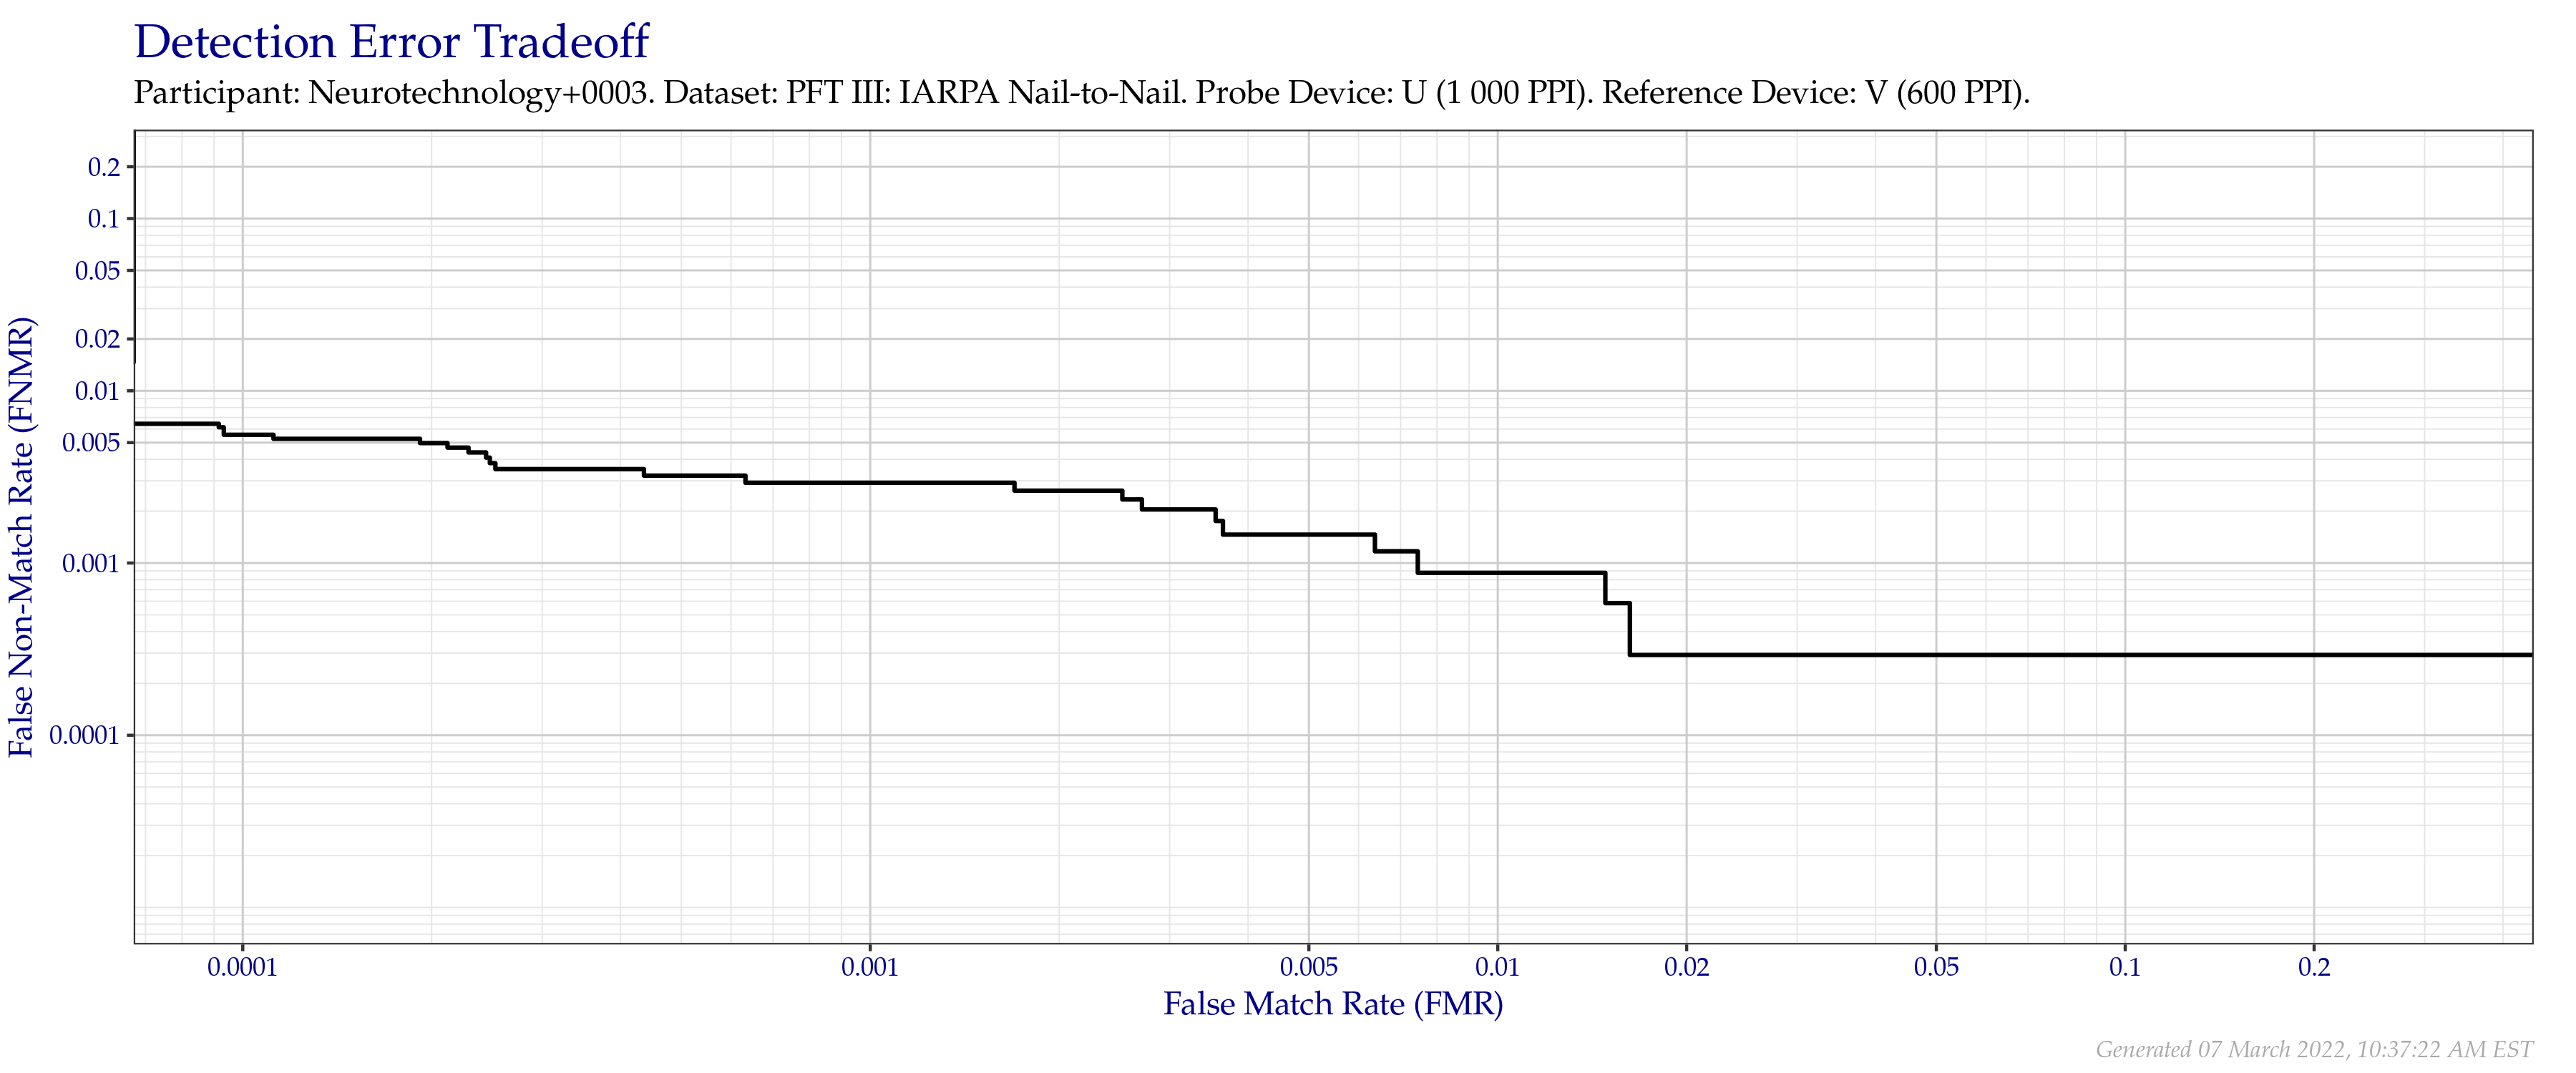 Detection Error Tradeoff
Participant: Neurotechnology+0003. Dataset: PFT III: IARPA Nail-to-Nail. Probe Device: U (1 000 PPI). Reference Device: V (600 PPI).
False Non-Match Rate (FNMR)
0.2
0.1
0.05
0.02
0.01
0.005
0.001
0.0001
0.0001 0.001 0.005 0.01 0.02 0.05 0.1 0.2
False Match Rate (FMR)
Generated 07 March 2022, 10:37:22 AM EST